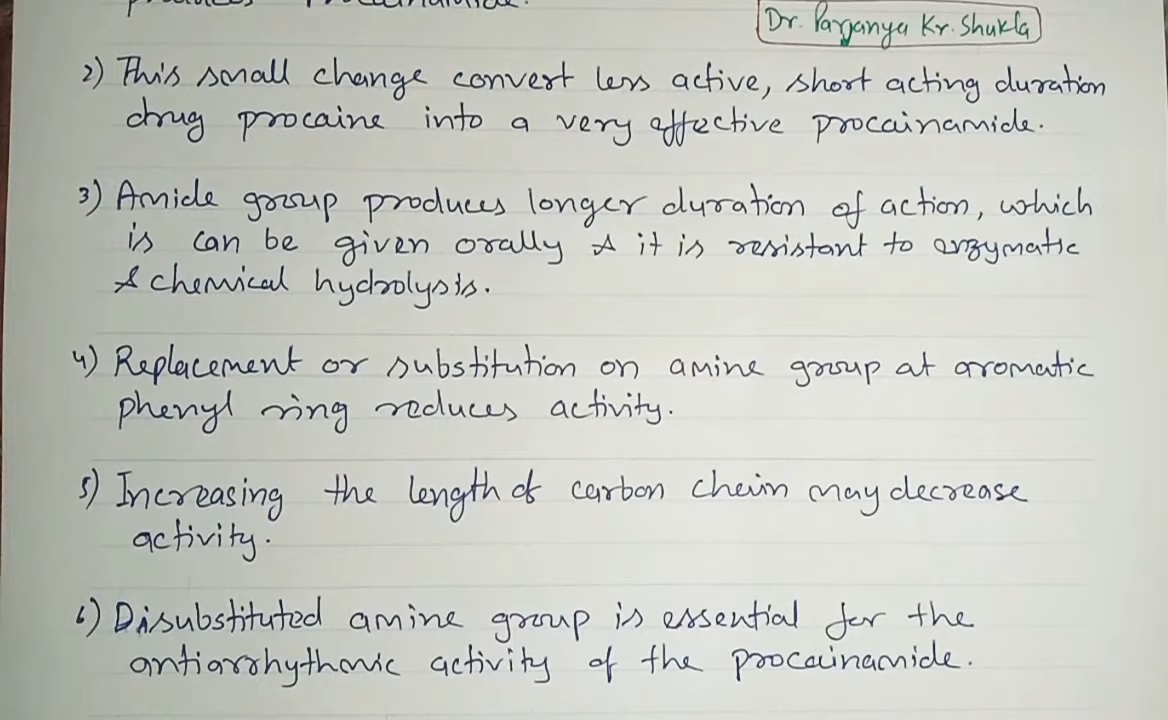 produces Procainamide.
Dr. Parjanya Kr. Shukla
2) This small change convert less active, short acting duration
drug procaine into a very effective procainamide.
3) Amide group produces longer duration of action, which
is can be given orally & it is resistant to enzymatic
& chemical hydrolysis.
4) Replacement or substitution on amine group at aromatic
phenyl ring reduces activity.
5) Increasing the length of carbon chain may decrease
activity.
6) Disubstituted amine group is essential for the
antiarrhythmic activity of the procainamide.